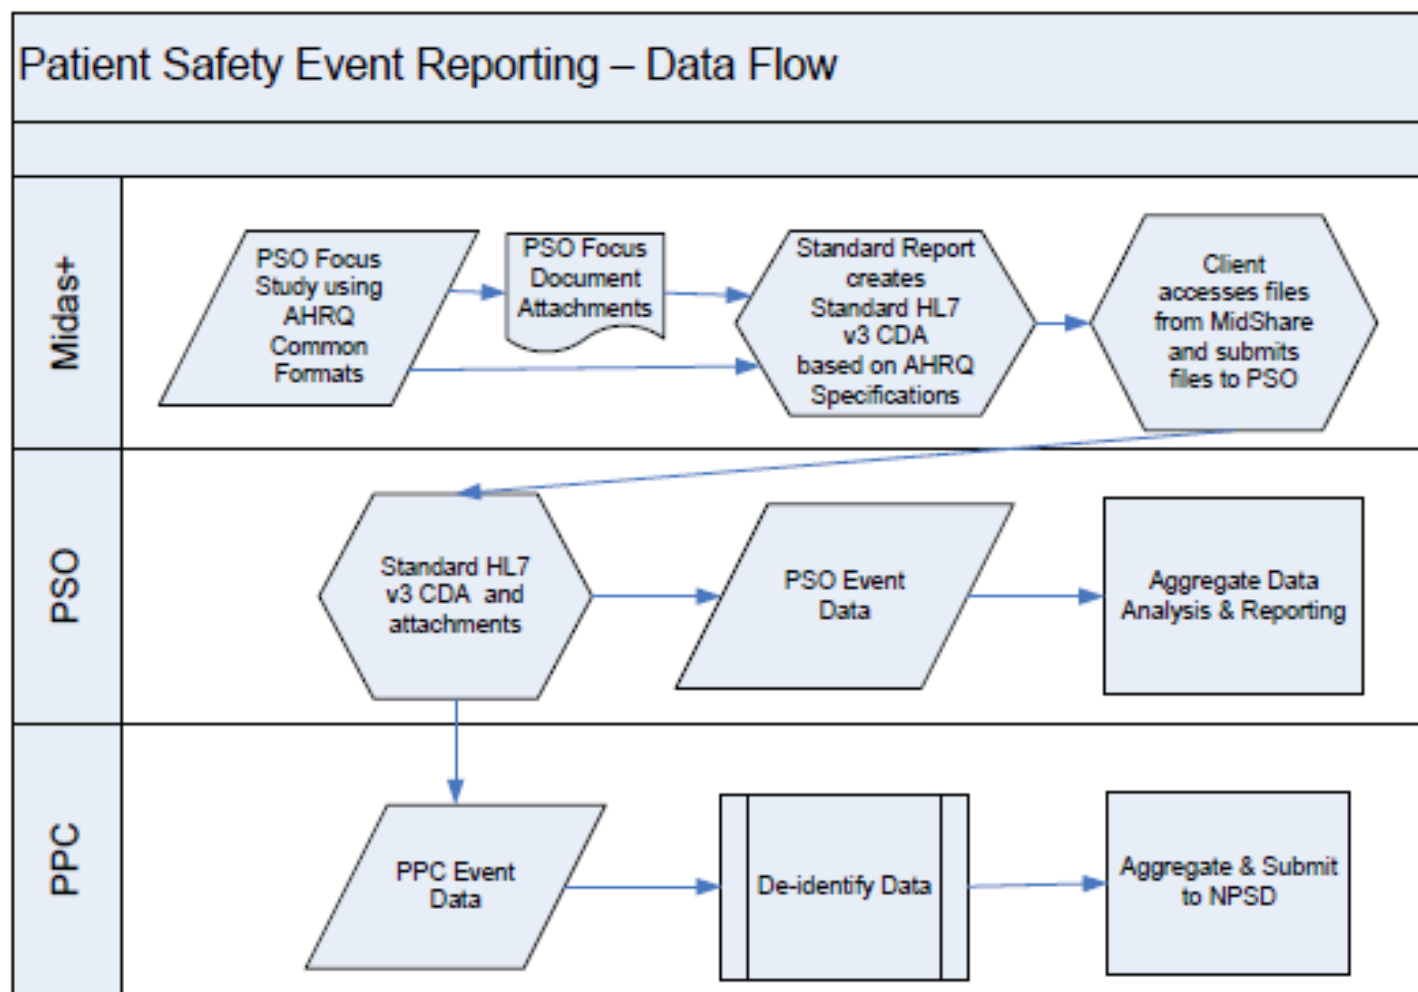 Patient Safety Event Reporting – Data Flow
Midas+
PSO Focus
Study using
AHRQ
Common
Formats
PSO Focus
Document
Attachments
Standard Report
creates
Standard HL7
v3 CDA
based on AHRQ
Specifications
Client
accesses files
from MidShare
and submits
files to PSO
PSO
Standard HL7
v3 CDA and
attachments
PSO Event
Data
Aggregate Data
Analysis & Reporting
PPC
PPC Event
Data
De-identify Data
Aggregate & Submit
to NPSD